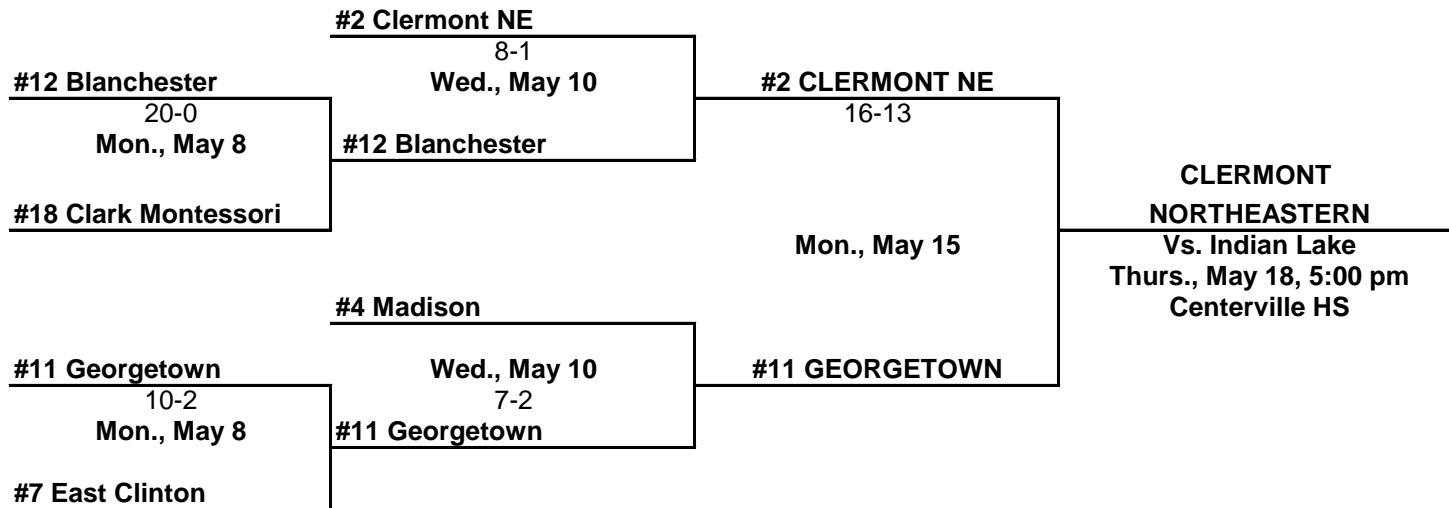 #2 Clermont NE
8-1
#12 Blanchester
Wed., May 10
#2 CLERMONT NE
20-0
16-13
Mon., May 8
#12 Blanchester
CLERMONT
#18 Clark Montessori
NORTHEASTERN
Mon., May 15
Vs. Indian Lake
Thurs., May 18, 5:00 pm
#4 Madison
Centerville HS
#11 Georgetown
Wed., May 10
#11 GEORGETOWN
10-2
7-2
Mon., May 8
#11 Georgetown
#7 East Clinton